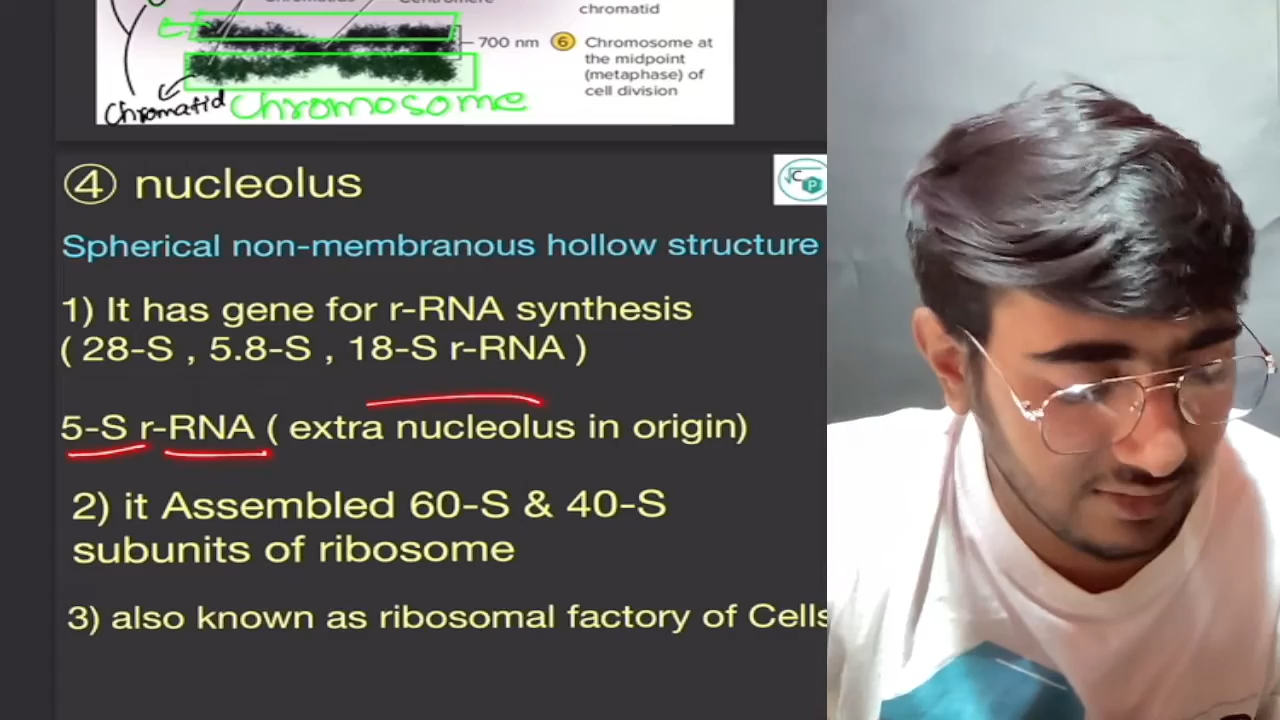 chromatid
700 nm
6 Chromosome at
the midpoint
(metaphase) of
cell division
Chromatid
Chromosome
4 nucleolus
Spherical non-membranous hollow structure
1) It has gene for r-RNA synthesis
( 28-S , 5.8-S , 18-S r-RNA )
5-S r-RNA ( extra nucleolus in origin)
2) it Assembled 60-S & 40-S
subunits of ribosome
3) also known as ribosomal factory of Cells